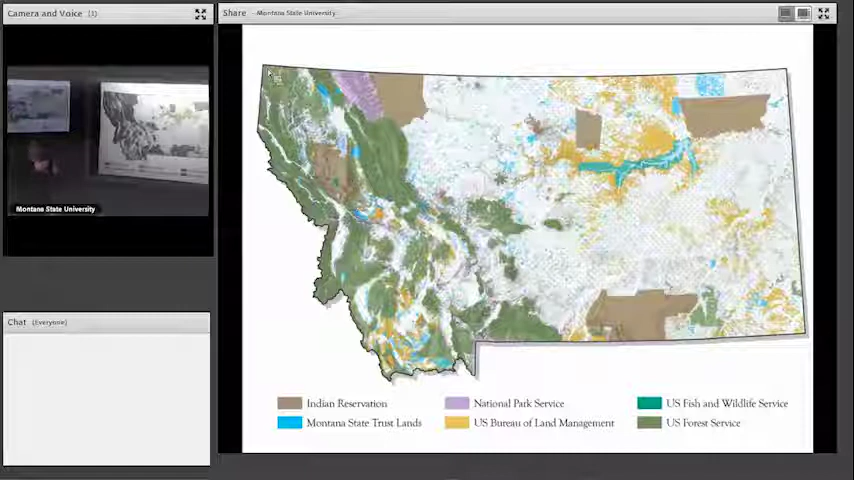 Camera and Voice (1)
Montana State University
Chat (Everyone)
Share - Montana State University
Indian Reservation
National Park Service
US Fish and Wildlife Service
Montana State Trust Lands
US Bureau of Land Management
US Forest Service